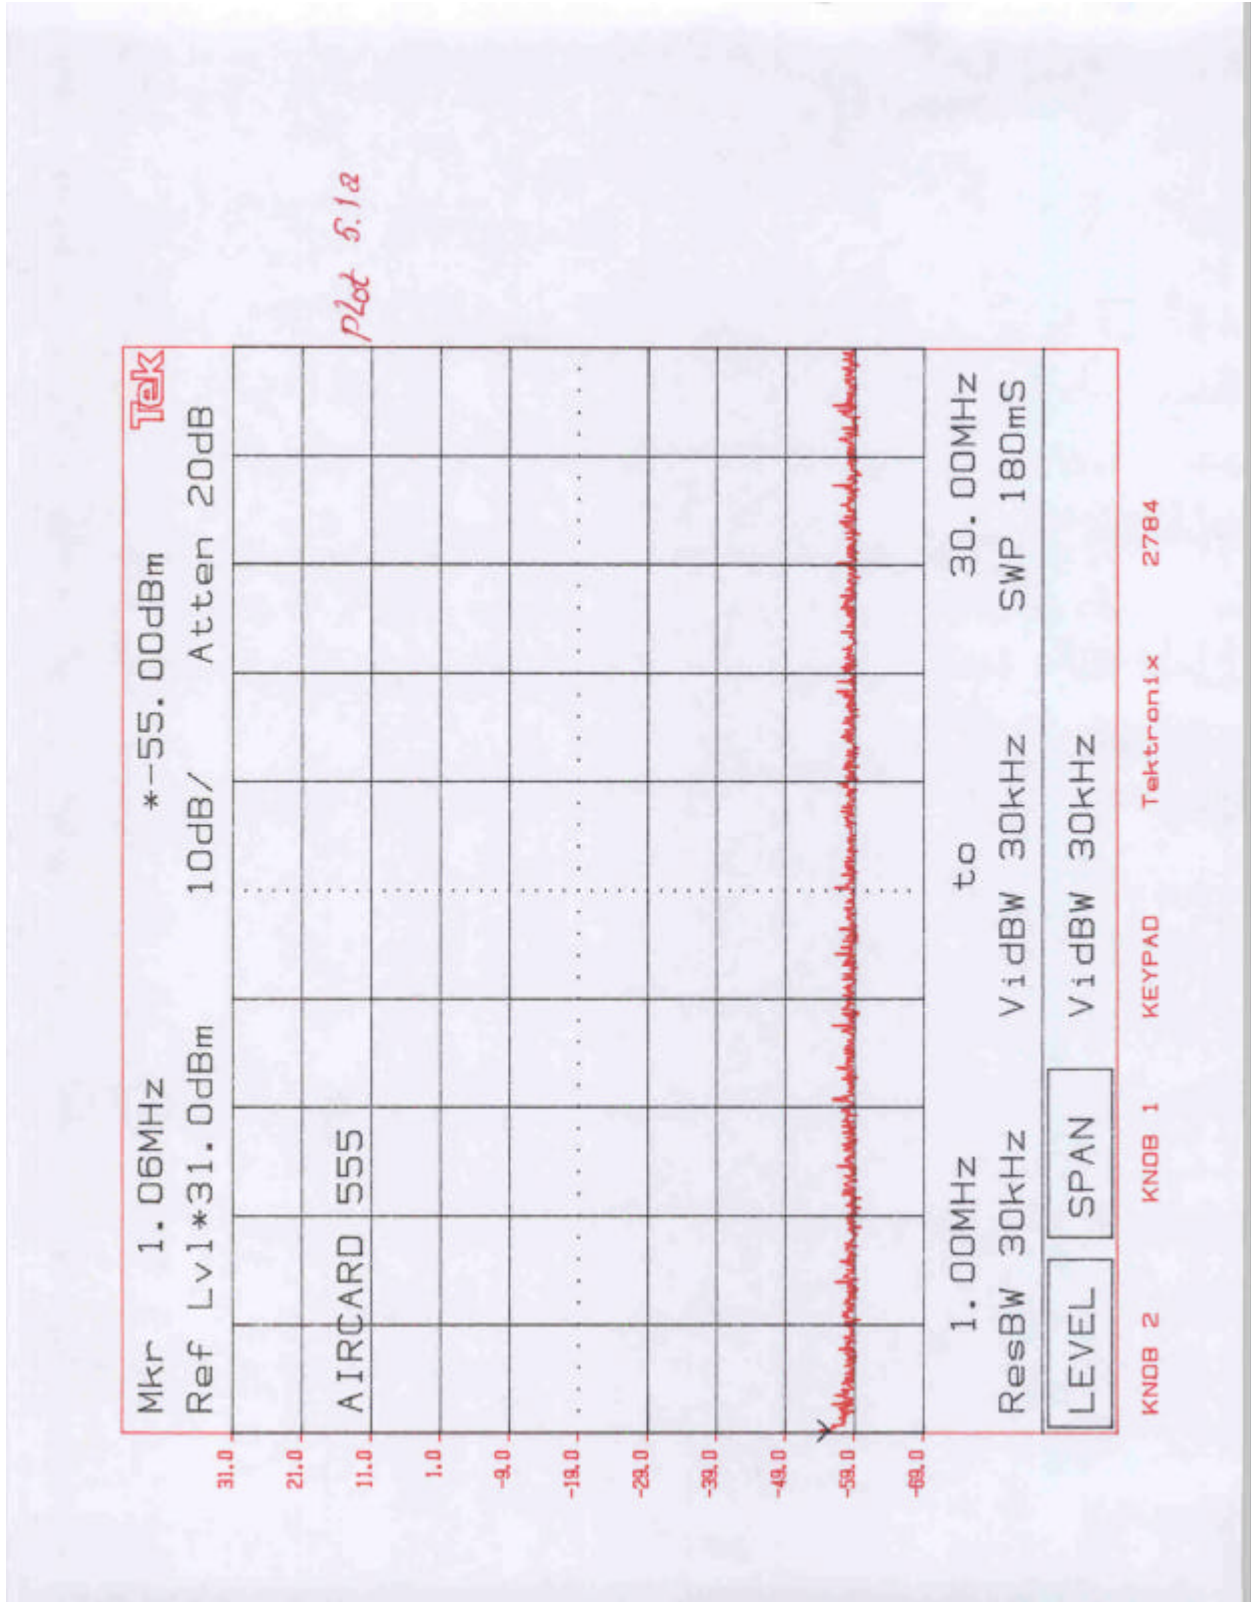 Plot 5.1a
Mkr 1.06MHz *-55.00dBm Tek
Ref Lvl*31.0dBm 10dB/ Atten 20dB
31.0
21.0
AIRCARD 555
11.0
1.0
-9.0
-19.0
-29.0
-39.0
-49.0
-59.0
-69.0
1.00MHz to 30.00MHz
ResBW 30kHz VidBW 30kHz SWP 180mS
LEVEL SPAN VidBW 30kHz
KNOB 2 KNOB 1 KEYPAD Tektronix 2784